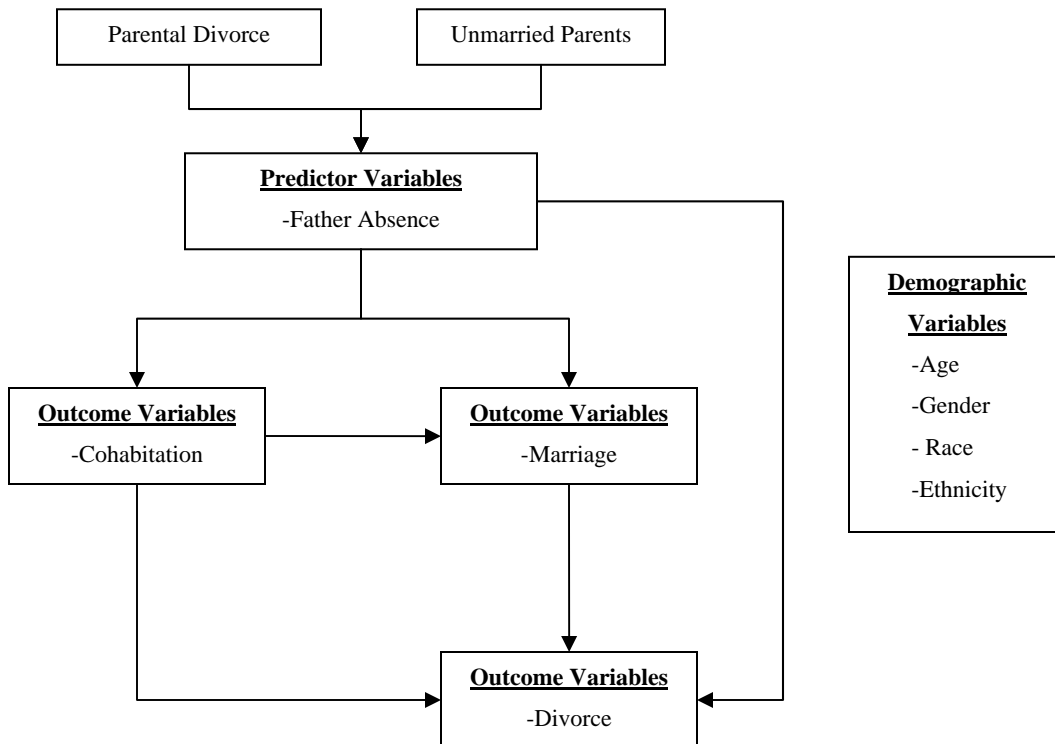 Parental Divorce
Unmarried Parents
Predictor Variables
-Father Absence
Demographic
Variables
-Age
-Gender
- Race
-Ethnicity
Outcome Variables
-Cohabitation
Outcome Variables
-Marriage
Outcome Variables
-Divorce